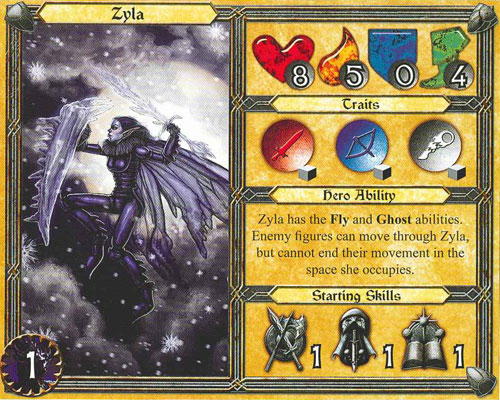 Zyla
8 5 0 4
Traits
Hero Ability
Zyla has the Fly and Ghost abilities.
Enemy figures can move through Zyla,
but cannot end their movement in the
space she occupies.
Starting Skills
1 1 1
1